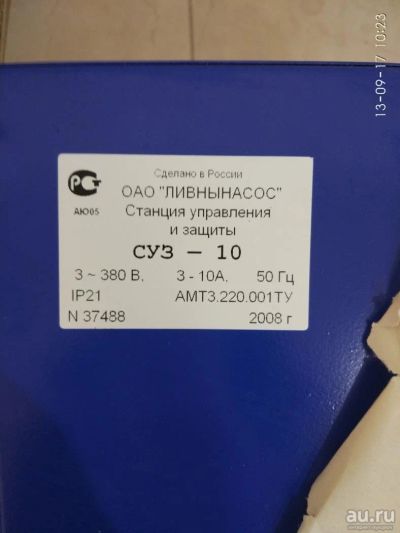 13-09-17 10:23
Сделано в России
РСТ
ОАО "ЛИВНЫНАСОС"
АЮ05
Станция управления
и защиты
СУЗ – 10
3 ~ 380 В, 3 - 10А, 50 Гц
IP21 АМТ3.220.001ТУ
N 37488 2008 г
au.ru